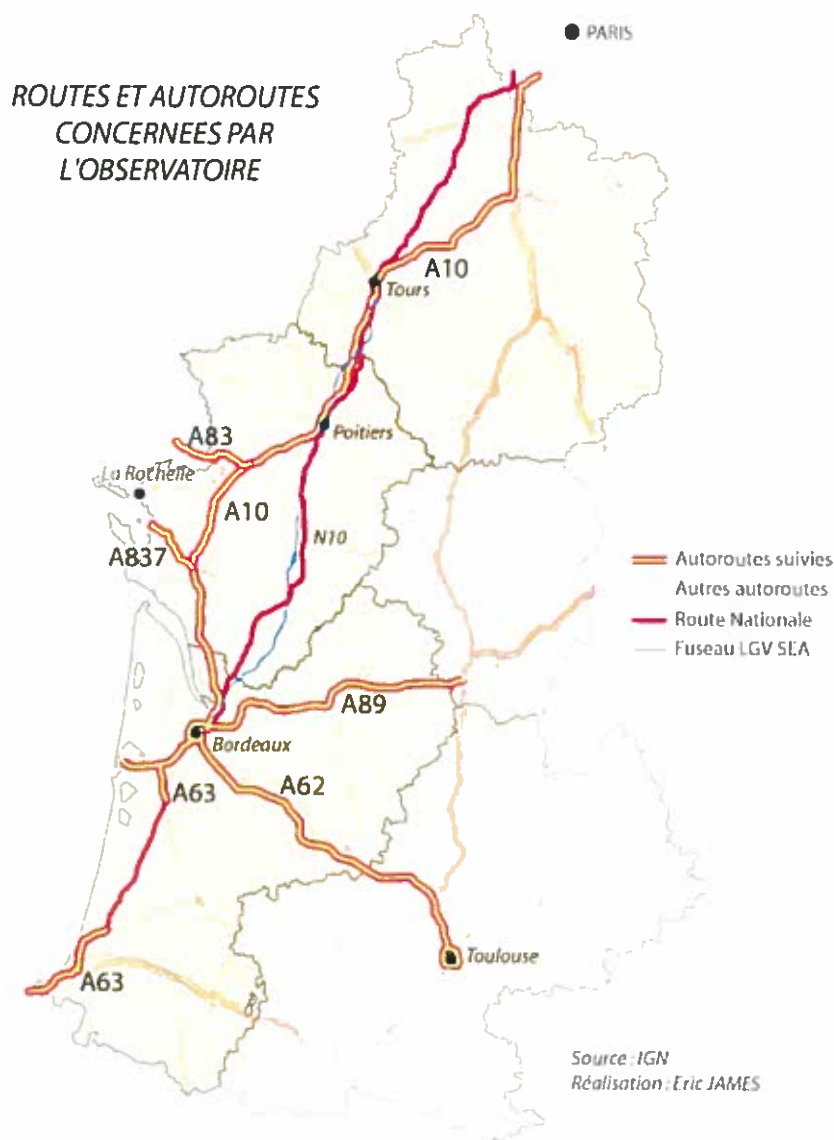 PARIS
ROUTES ET AUTOROUTES
CONCERNEES PAR
L'OBSERVATOIRE
A10
Tours
A83
Poitiers
La Rochelle
A10
N10
A837
Autoroutes suivies
Autres autoroutes
Route Nationale
Fuseau LGV SEA
A89
Bordeaux
A63
A62
Toulouse
A63
Source : IGN
Réalisation : Eric JAMES